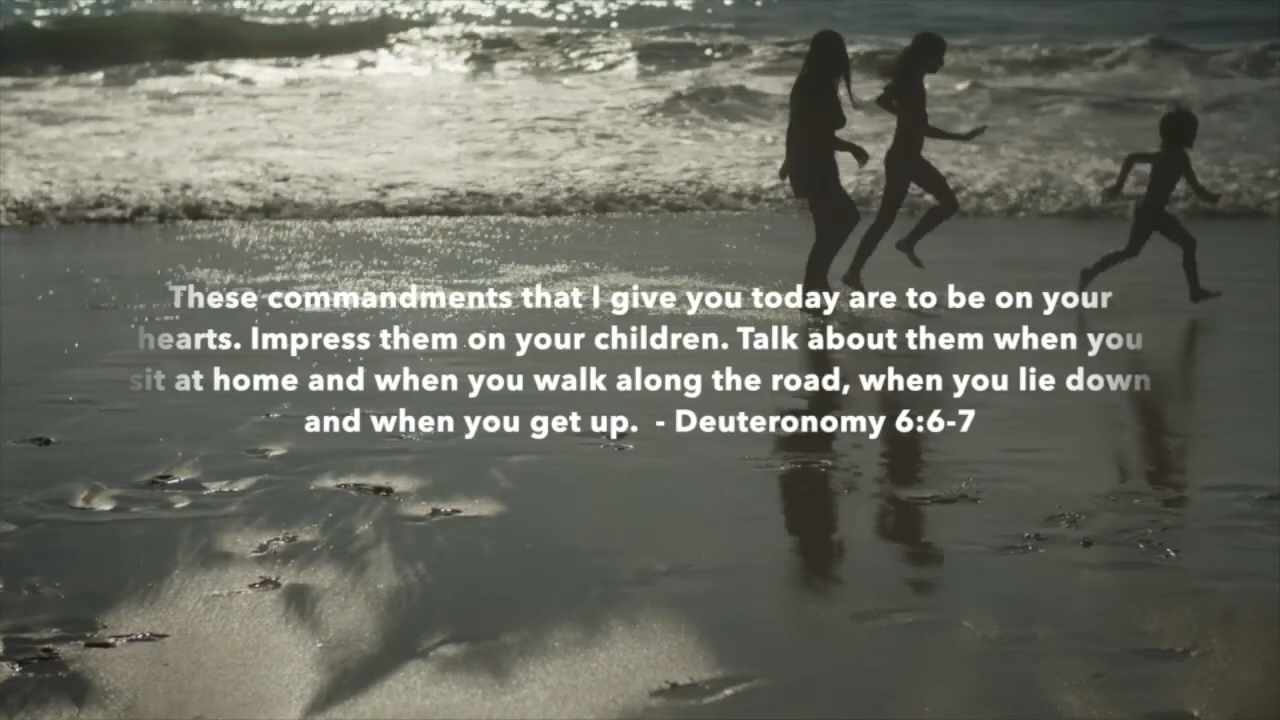 These commandments that I give you today are to be on your
hearts. Impress them on your children. Talk about them when you
sit at home and when you walk along the road, when you lie down
and when you get up.  - Deuteronomy 6:6-7